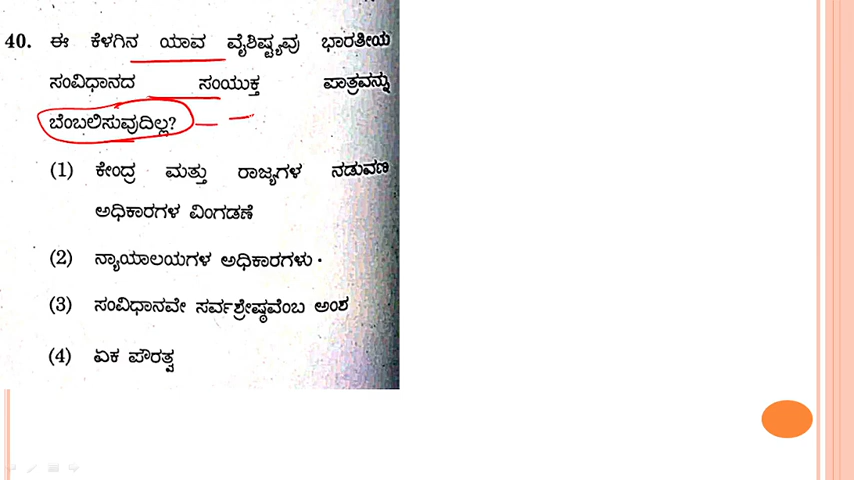 40. ಈ ಕೆಳಗಿನ ಯಾವ ವೈಶಿಷ್ಟ್ಯವು ಭಾರತೀಯ
ಸಂವಿಧಾನದ ಸಂಯುಕ್ತ ಪಾತ್ರವನ್ನು
ಬೆಂಬಲಿಸುವುದಿಲ್ಲ?
(1) ಕೇಂದ್ರ ಮತ್ತು ರಾಜ್ಯಗಳ ನಡುವಣ
ಅಧಿಕಾರಗಳ ವಿಂಗಡಣೆ
(2) ನ್ಯಾಯಾಲಯಗಳ ಅಧಿಕಾರಗಳು
(3) ಸಂವಿಧಾನವೇ ಸರ್ವಶ್ರೇಷ್ಠವೆಂಬ ಅಂಶ
(4) ಏಕ ಪೌರತ್ವ